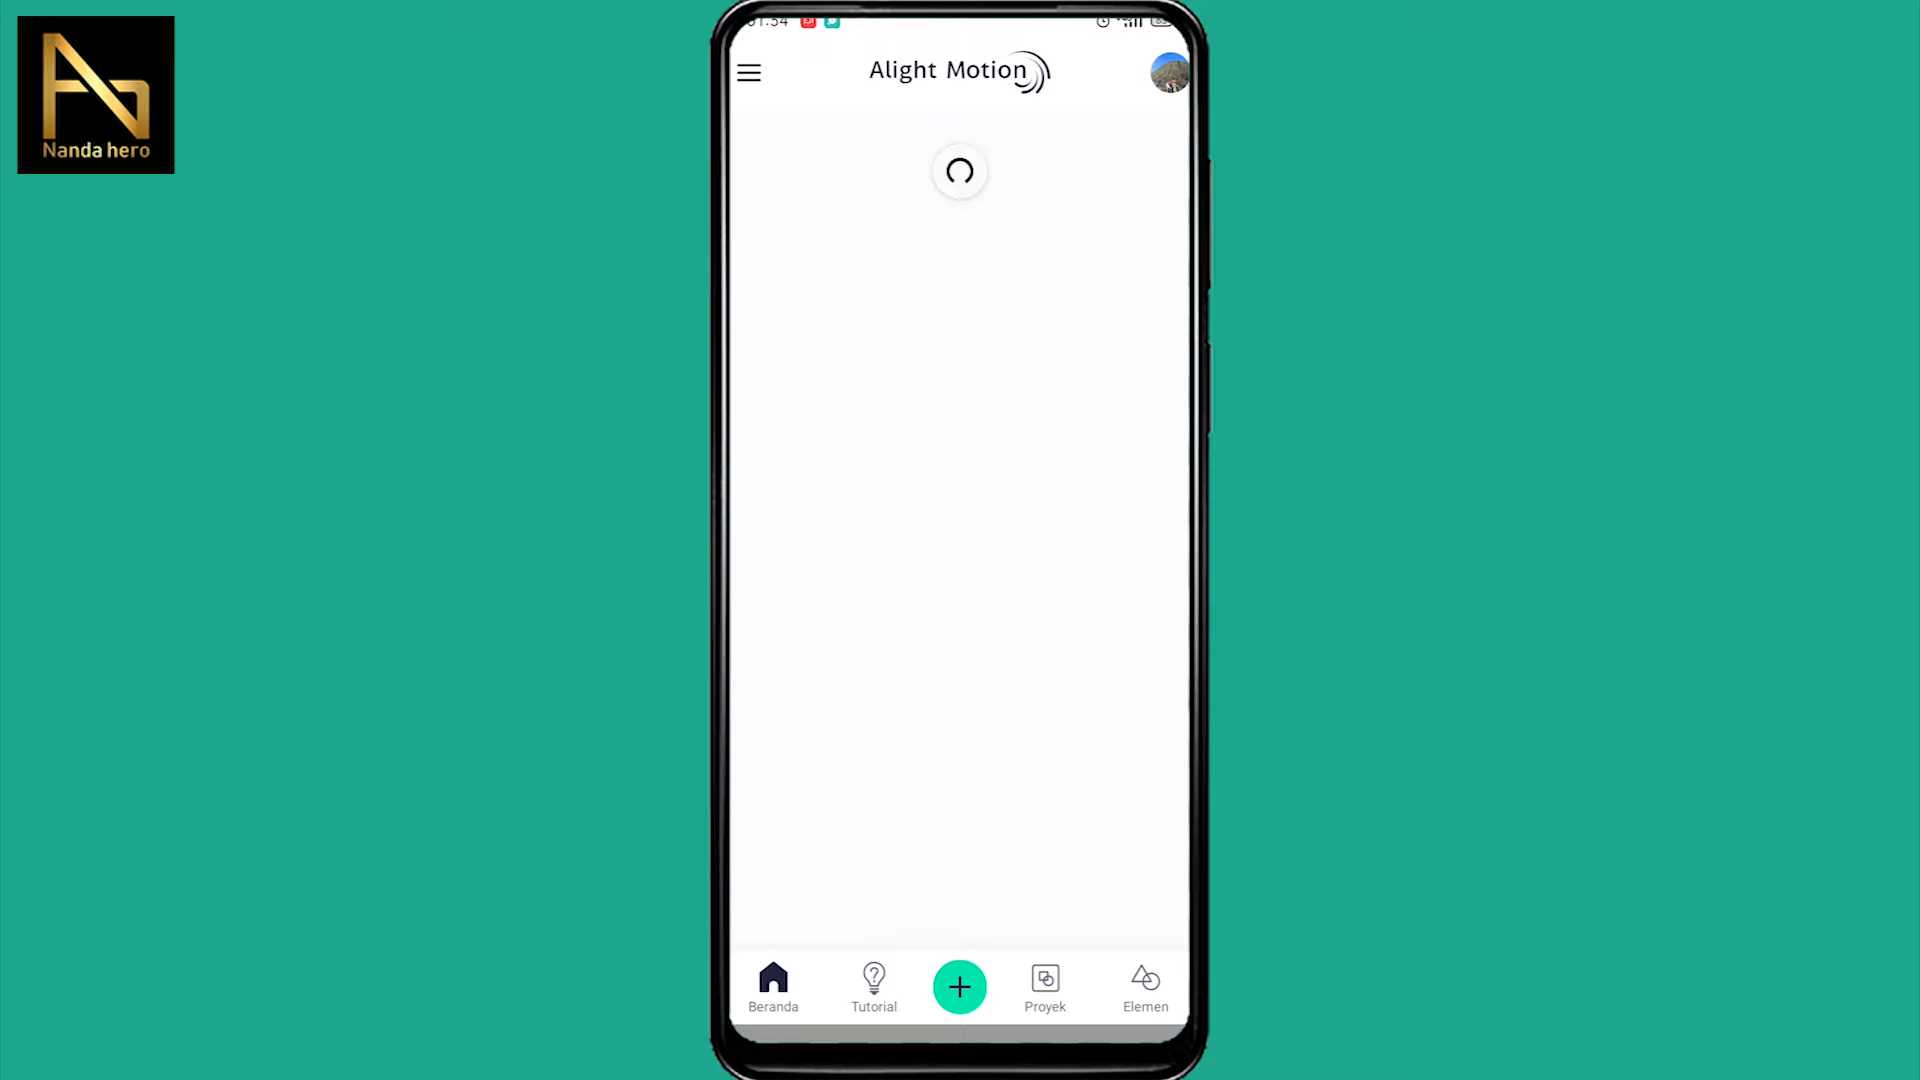 Nanda hero
Alight Motion
Beranda
Tutorial
Proyek
Elemen